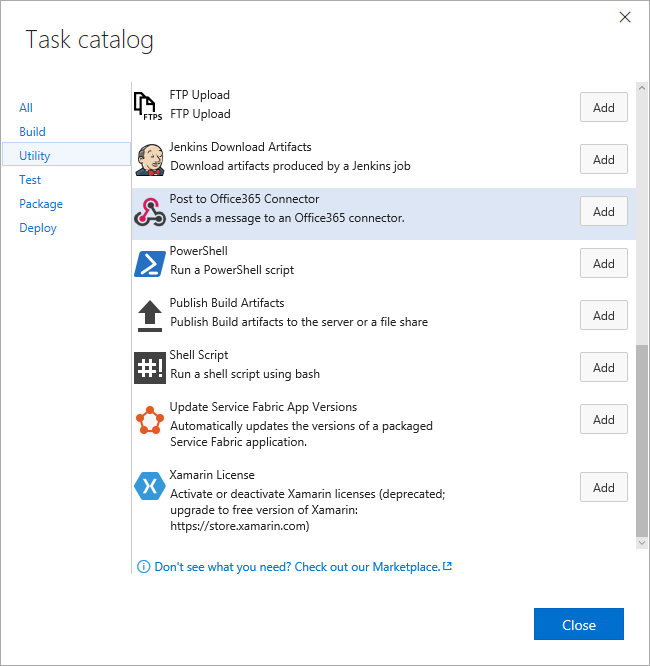 Task catalog
All
Build
Utility
Test
Package
Deploy
FTPS
FTP Upload
FTP Upload
Add
Jenkins Download Artifacts
Download artifacts produced by a Jenkins job
Add
Post to Office365 Connector
Sends a message to an Office365 connector.
Add
PowerShell
Run a PowerShell script
Add
Publish Build Artifacts
Publish Build artifacts to the server or a file share
Add
#!
Shell Script
Run a shell script using bash
Add
Update Service Fabric App Versions
Automatically updates the versions of a packaged
Service Fabric application.
Add
Xamarin License
Activate or deactivate Xamarin licenses (deprecated;
upgrade to free version of Xamarin:
https://store.xamarin.com)
Add
Don't see what you need? Check out our Marketplace.
Close